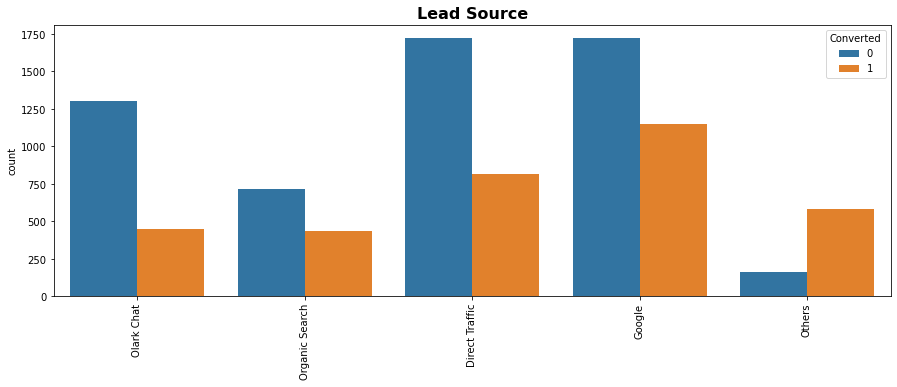 Lead Source
Converted
0
1
count
1750
1500
1250
1000
750
500
250
0
Olark Chat
Organic Search
Direct Traffic
Google
Others